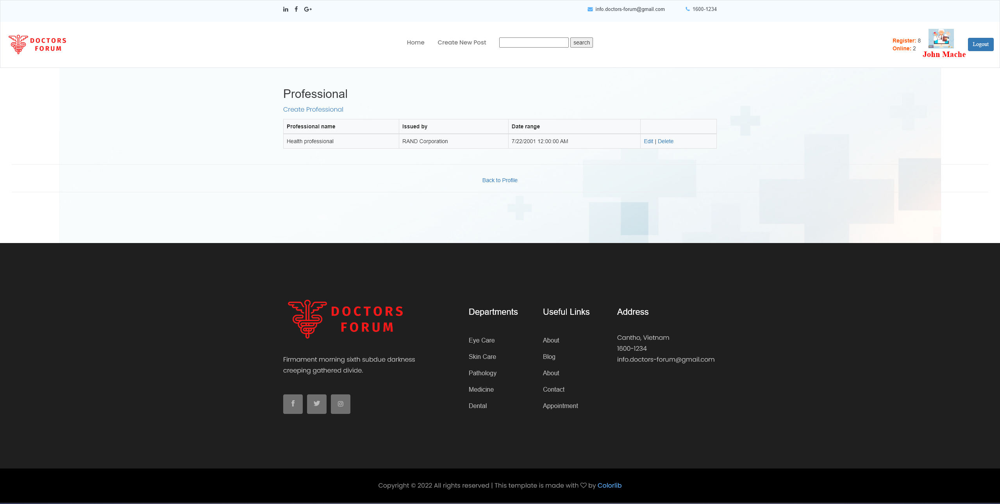 info.doctors-forum@gmail.com 1600-1234
DOCTORS
FORUM
Home Create New Post search
Register: 8
Online: 2
John Mache
Logout
Professional
Create Professional
Professional name Issued by Date range
Health professional RAND Corporation 7/22/2001 12:00:00 AM Edit | Delete
Back to Profile
DOCTORS
FORUM
Firmament morning sixth subdue darkness
creeping gathered divide.
Departments
Eye Care
Skin Care
Pathology
Medicine
Dental
Useful Links
About
Blog
About
Contact
Appointment
Address
Cantho, Vietnam
1600-1234
info.doctors-forum@gmail.com
Copyright © 2022 All rights reserved | This template is made with ♡ by Colorlib